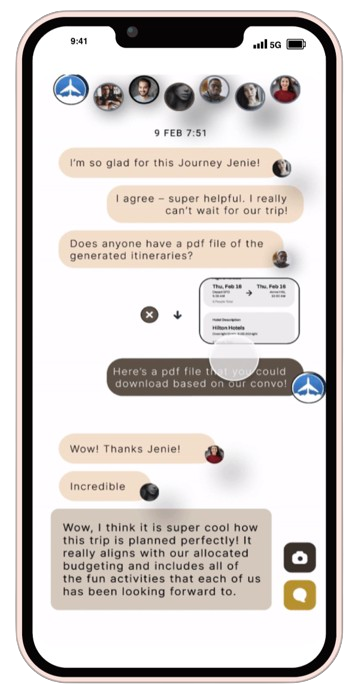 9:41
5G
9 FEB 7:51
I'm so glad for this Journey Jenie!
I agree – super helpful. I really
can't wait for our trip!
Does anyone have a pdf file of the
generated itineraries?
Thu, Feb 16
Thu, Feb 16
Hotel Description
Hilton Hotels
Here's a pdf file that you could
download based on our convo!
Wow! Thanks Jenie!
Incredible
Wow, I think it is super cool how
this trip is planned perfectly! It
really aligns with our allocated
budgeting and includes all of
the fun activities that each of us
has been looking forward to.